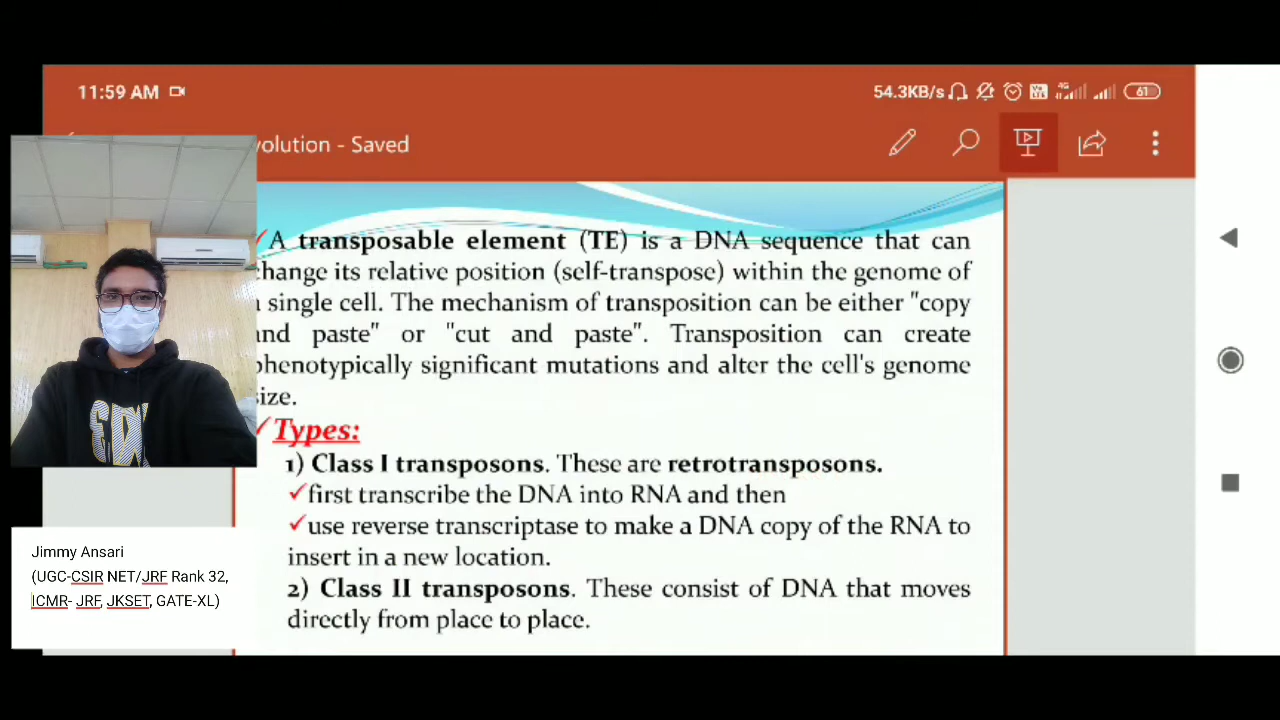 11:59 AM
54.3KB/s
61
volution - Saved
A transposable element (TE) is a DNA sequence that can
change its relative position (self-transpose) within the genome of
single cell. The mechanism of transposition can be either "copy
and paste" or "cut and paste". Transposition can create
phenotypically significant mutations and alter the cell's genome
size.
Types:
1) Class I transposons. These are retrotransposons.
first transcribe the DNA into RNA and then
use reverse transcriptase to make a DNA copy of the RNA to
insert in a new location.
2) Class II transposons. These consist of DNA that moves
directly from place to place.
Jimmy Ansari
(UGC-CSIR NET/JRF Rank 32,
ICMR- JRF, JKSET, GATE-XL)